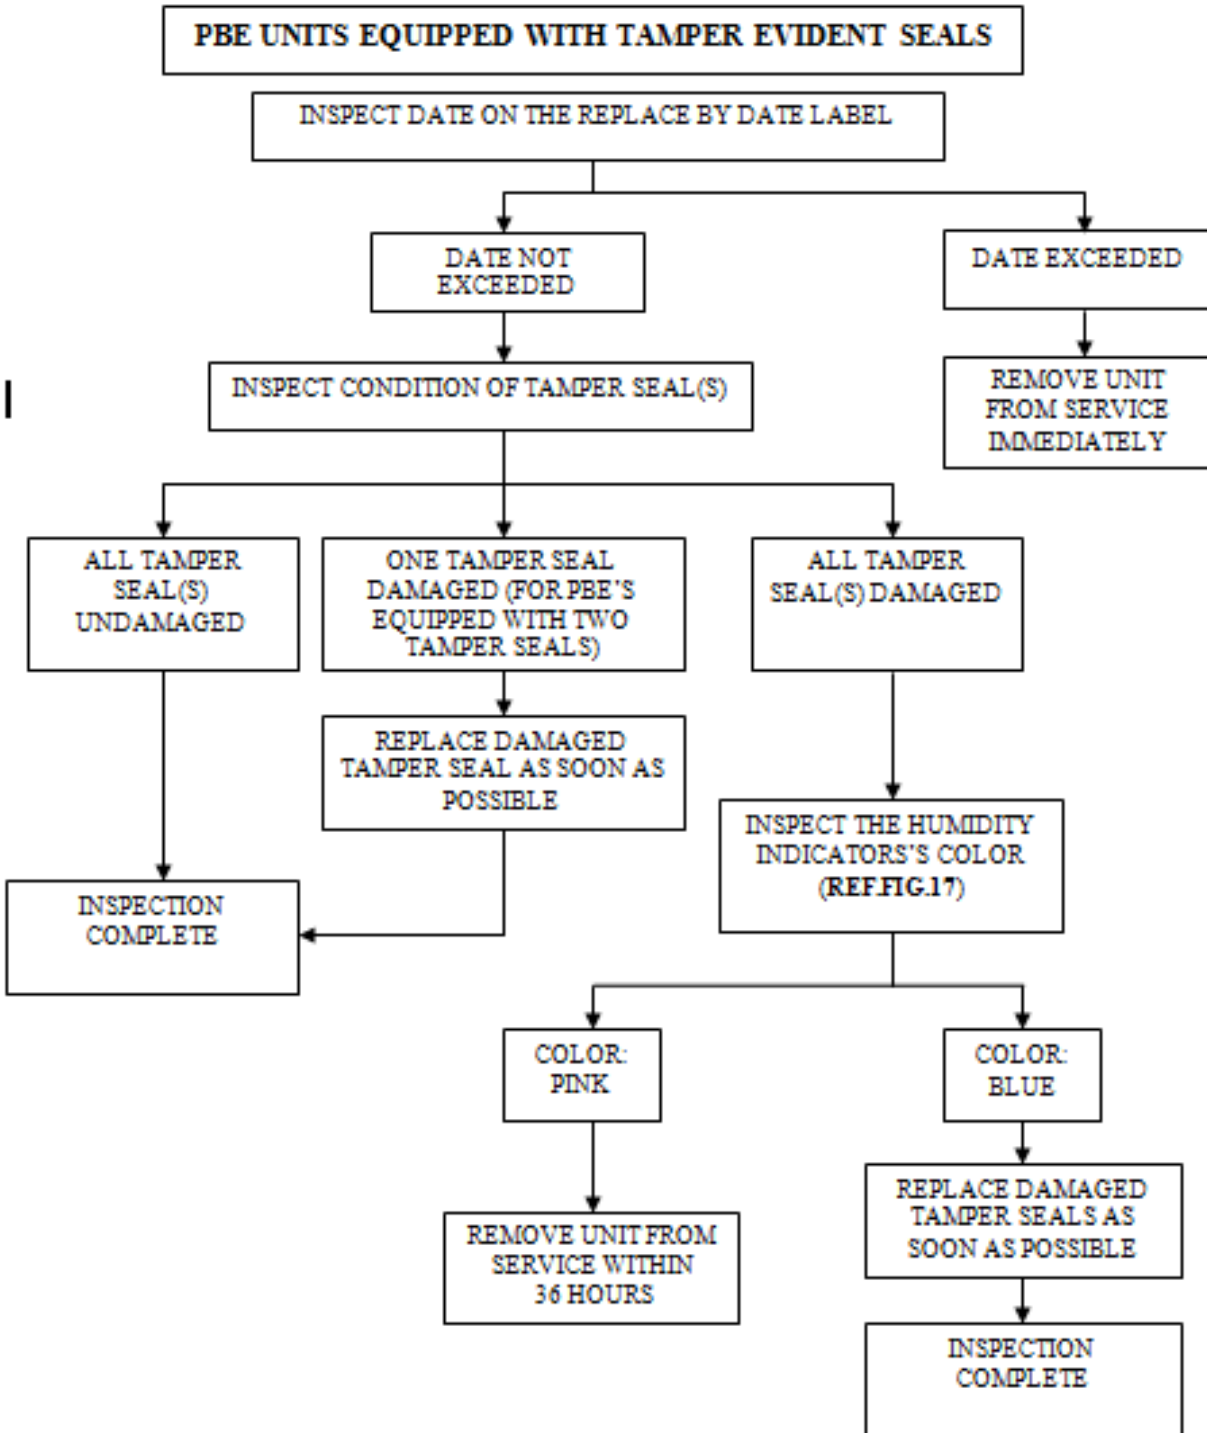 PBE UNITS EQUIPPED WITH TAMPER EVIDENT SEALS
INSPECT DATE ON THE REPLACE BY DATE LABEL
DATE NOT
EXCEEDED
DATE EXCEEDED
INSPECT CONDITION OF TAMPER SEAL(S)
REMOVE UNIT
FROM SERVICE
IMMEDIATELY
ALL TAMPER
SEAL(S)
UNDAMAGED
ONE TAMPER SEAL
DAMAGED (FOR PBE'S
EQUIPPED WITH TWO
TAMPER SEALS)
ALL TAMPER
SEAL(S) DAMAGED
REPLACE DAMAGED
TAMPER SEAL AS SOON AS
POSSIBLE
INSPECT THE HUMIDITY
INDICATORS'S COLOR
(REF.FIG.17)
INSPECTION
COMPLETE
COLOR:
PINK
COLOR:
BLUE
REMOVE UNIT FROM
SERVICE WITHIN
36 HOURS
REPLACE DAMAGED
TAMPER SEALS AS
SOON AS POSSIBLE
INSPECTION
COMPLETE